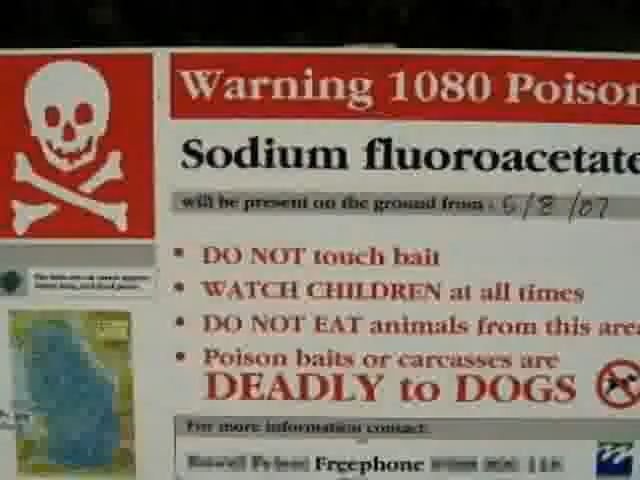 Warning 1080 Poison
Sodium fluoroacetate
will be present on the ground from: 6/8/07
• DO NOT touch bait
• WATCH CHILDREN at all times
• DO NOT EAT animals from this area
• Poison baits or carcasses are
DEADLY to DOGS
For more information contact:
Freephone